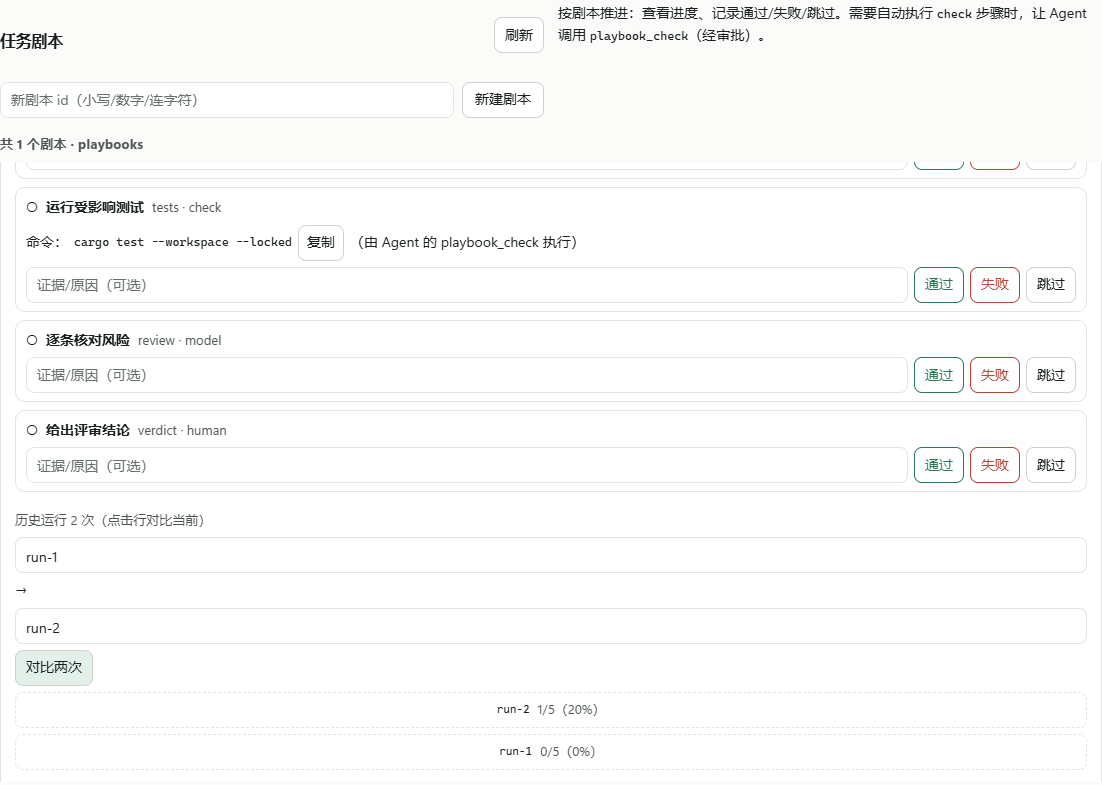 任务剧本
刷新
按剧本推进：查看进度、记录通过/失败/跳过。需要自动执行 check 步骤时，让 Agent
调用 playbook_check（经审批）。
新剧本 id（小写/数字/连字符）
新建剧本
共 1 个剧本 · playbooks
运行受影响测试 tests · check
命令： cargo test --workspace --locked 复制 （由 Agent 的 playbook_check 执行）
证据/原因（可选） 通过 失败 跳过
逐条核对风险 review · model
证据/原因（可选） 通过 失败 跳过
给出评审结论 verdict · human
证据/原因（可选） 通过 失败 跳过
历史运行 2 次（点击行对比当前）
run-1
→
run-2
对比两次
run-2 1/5（20%）
run-1 0/5（0%）